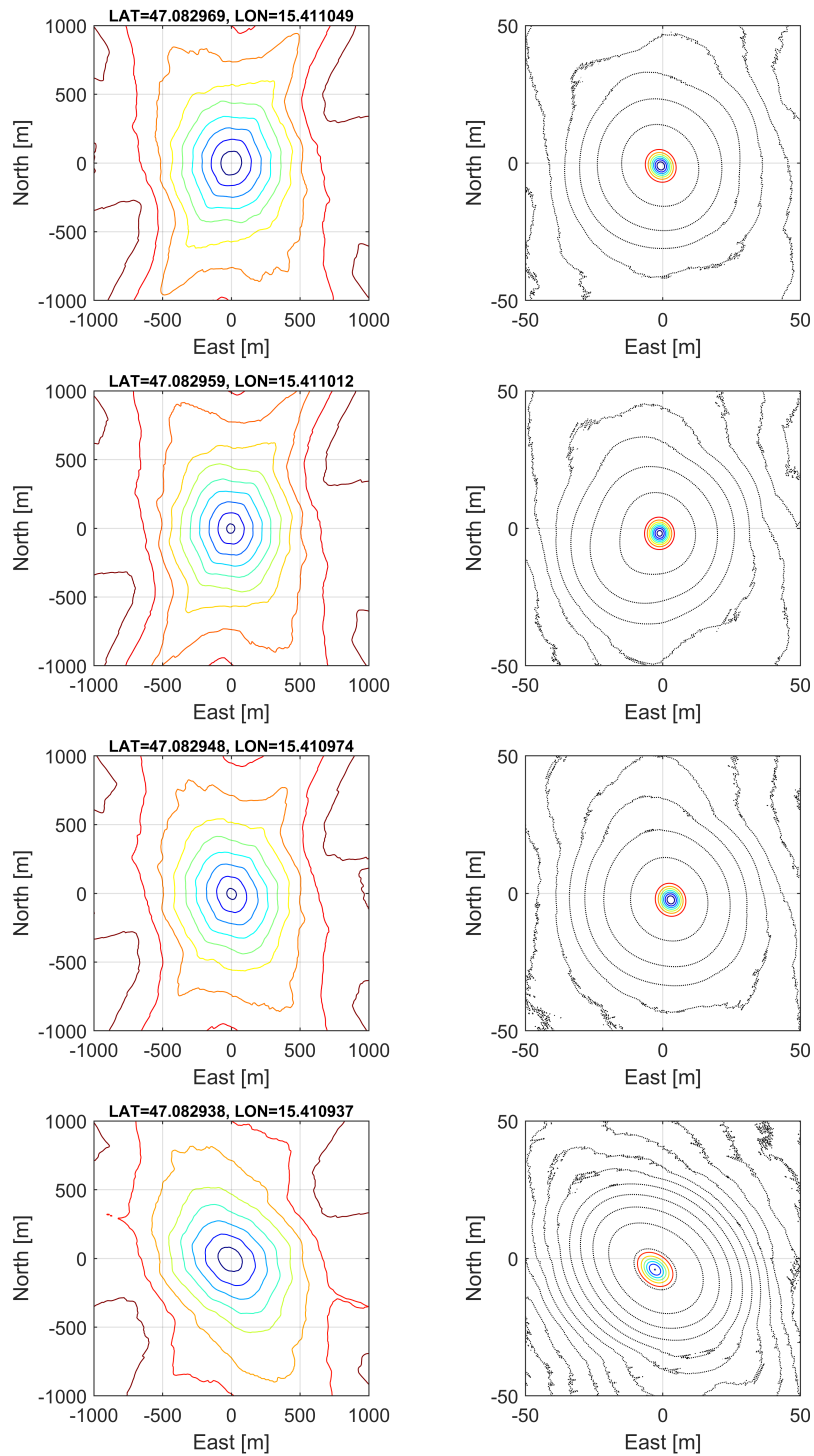 LAT=47.082969, LON=15.411049
1000
500
0
-500
-1000
North [m]
-1000 -500 0 500 1000
East [m]
50
0
-50
North [m]
-50 0 50
East [m]
LAT=47.082959, LON=15.411012
1000
500
0
-500
-1000
North [m]
-1000 -500 0 500 1000
East [m]
50
0
-50
North [m]
-50 0 50
East [m]
LAT=47.082948, LON=15.410974
1000
500
0
-500
-1000
North [m]
-1000 -500 0 500 1000
East [m]
50
0
-50
North [m]
-50 0 50
East [m]
LAT=47.082938, LON=15.410937
1000
500
0
-500
-1000
North [m]
-1000 -500 0 500 1000
East [m]
50
0
-50
North [m]
-50 0 50
East [m]